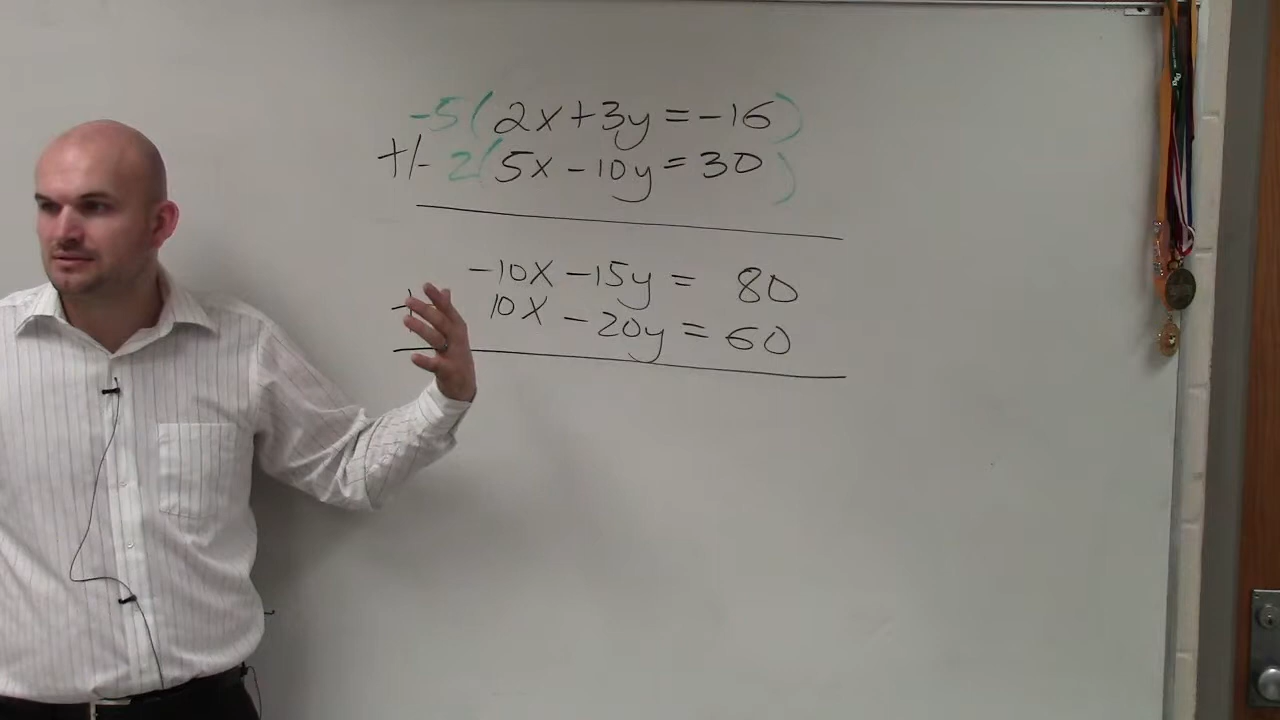 -5(2x+3y=-16)
+/- 2(5x-10y=30)
-10x-15y= 80
+ 10x -20y=60